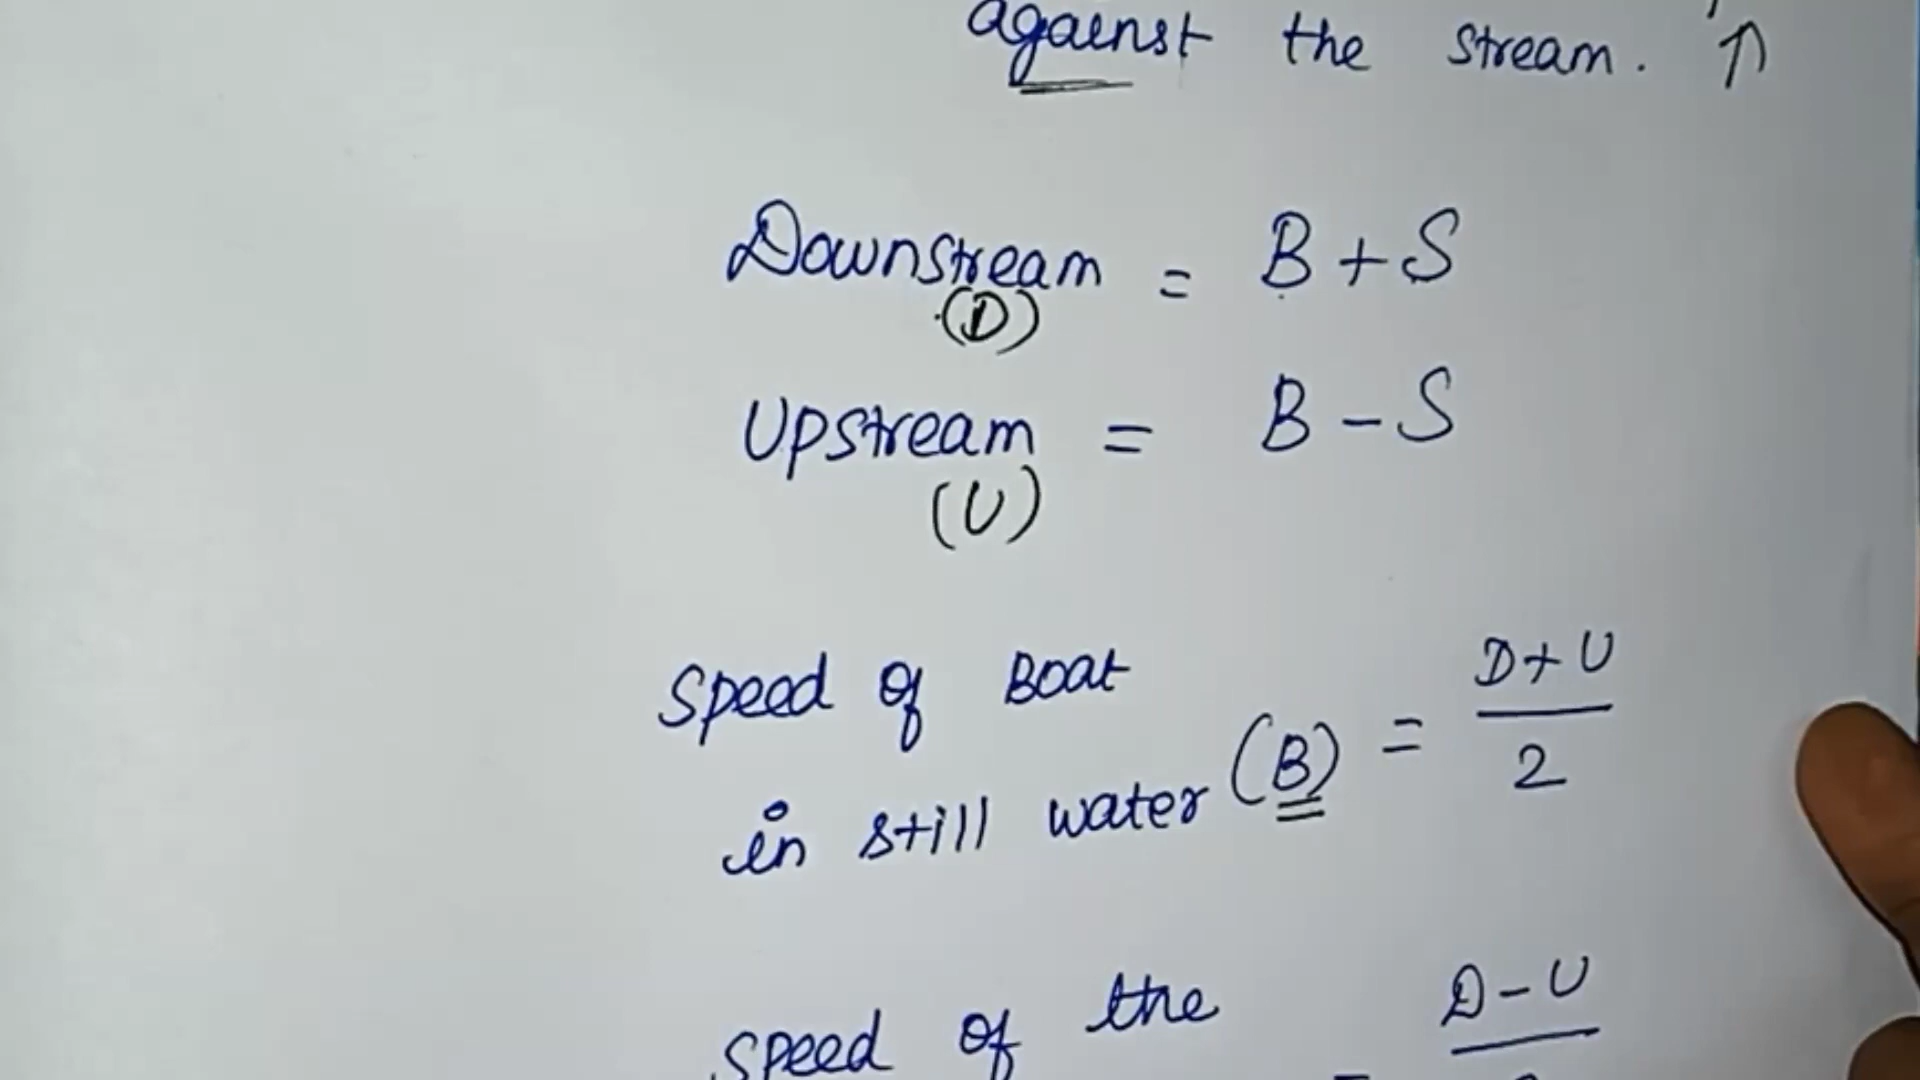 against the stream. ↑
Downstream = B + S
(D)
Upstream = B - S
(U)
Speed of Boat
in still water (B) = D+U
2
Speed of the = D-U